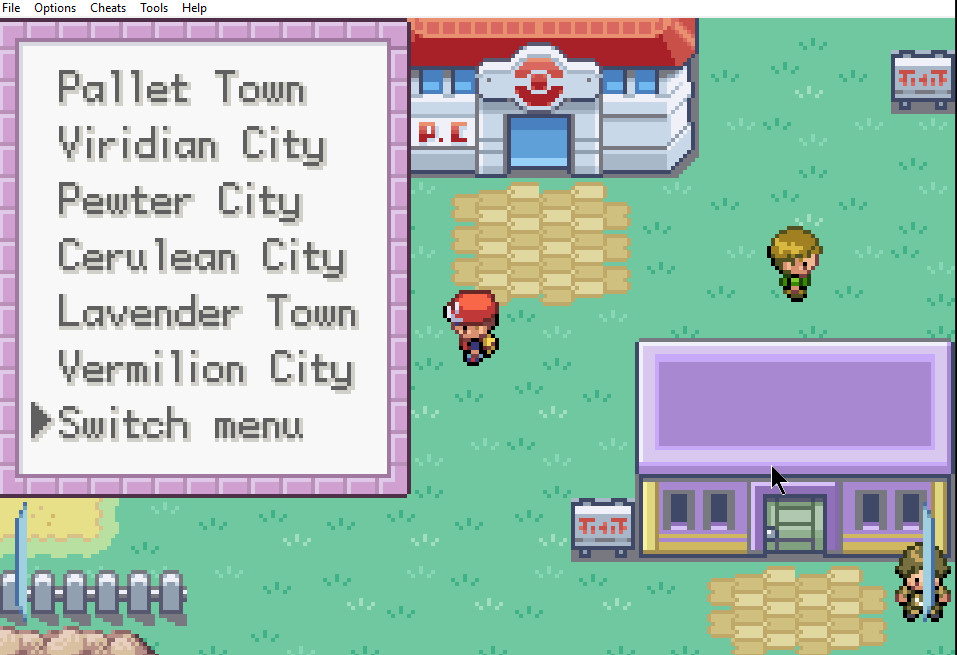 File Options Cheats Tools Help
Pallet Town
Viridian City
Pewter City
Cerulean City
Lavender Town
Vermilion City
Switch menu
P.C